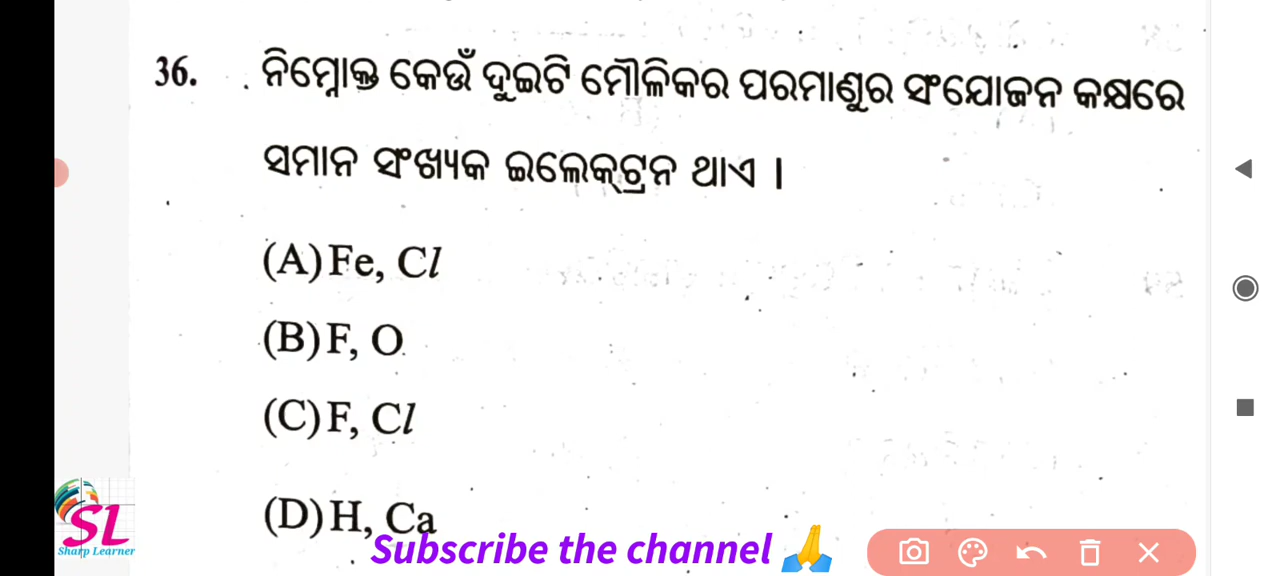 36. ନିମ୍ନୋକ୍ତ କେଉଁ ଦୁଇଟି ମୌଳିକର ପରମାଣୁର ସଂଯୋଜନ କକ୍ଷରେ
ସମାନ ସଂଖ୍ୟକ ଇଲେକ୍‌ଟ୍ରନ ଥାଏ ।
(A) Fe, Cl
(B) F, O
(C) F, Cl
(D) H, Ca
SL
Sharp Learner
Subscribe the channel 🙏